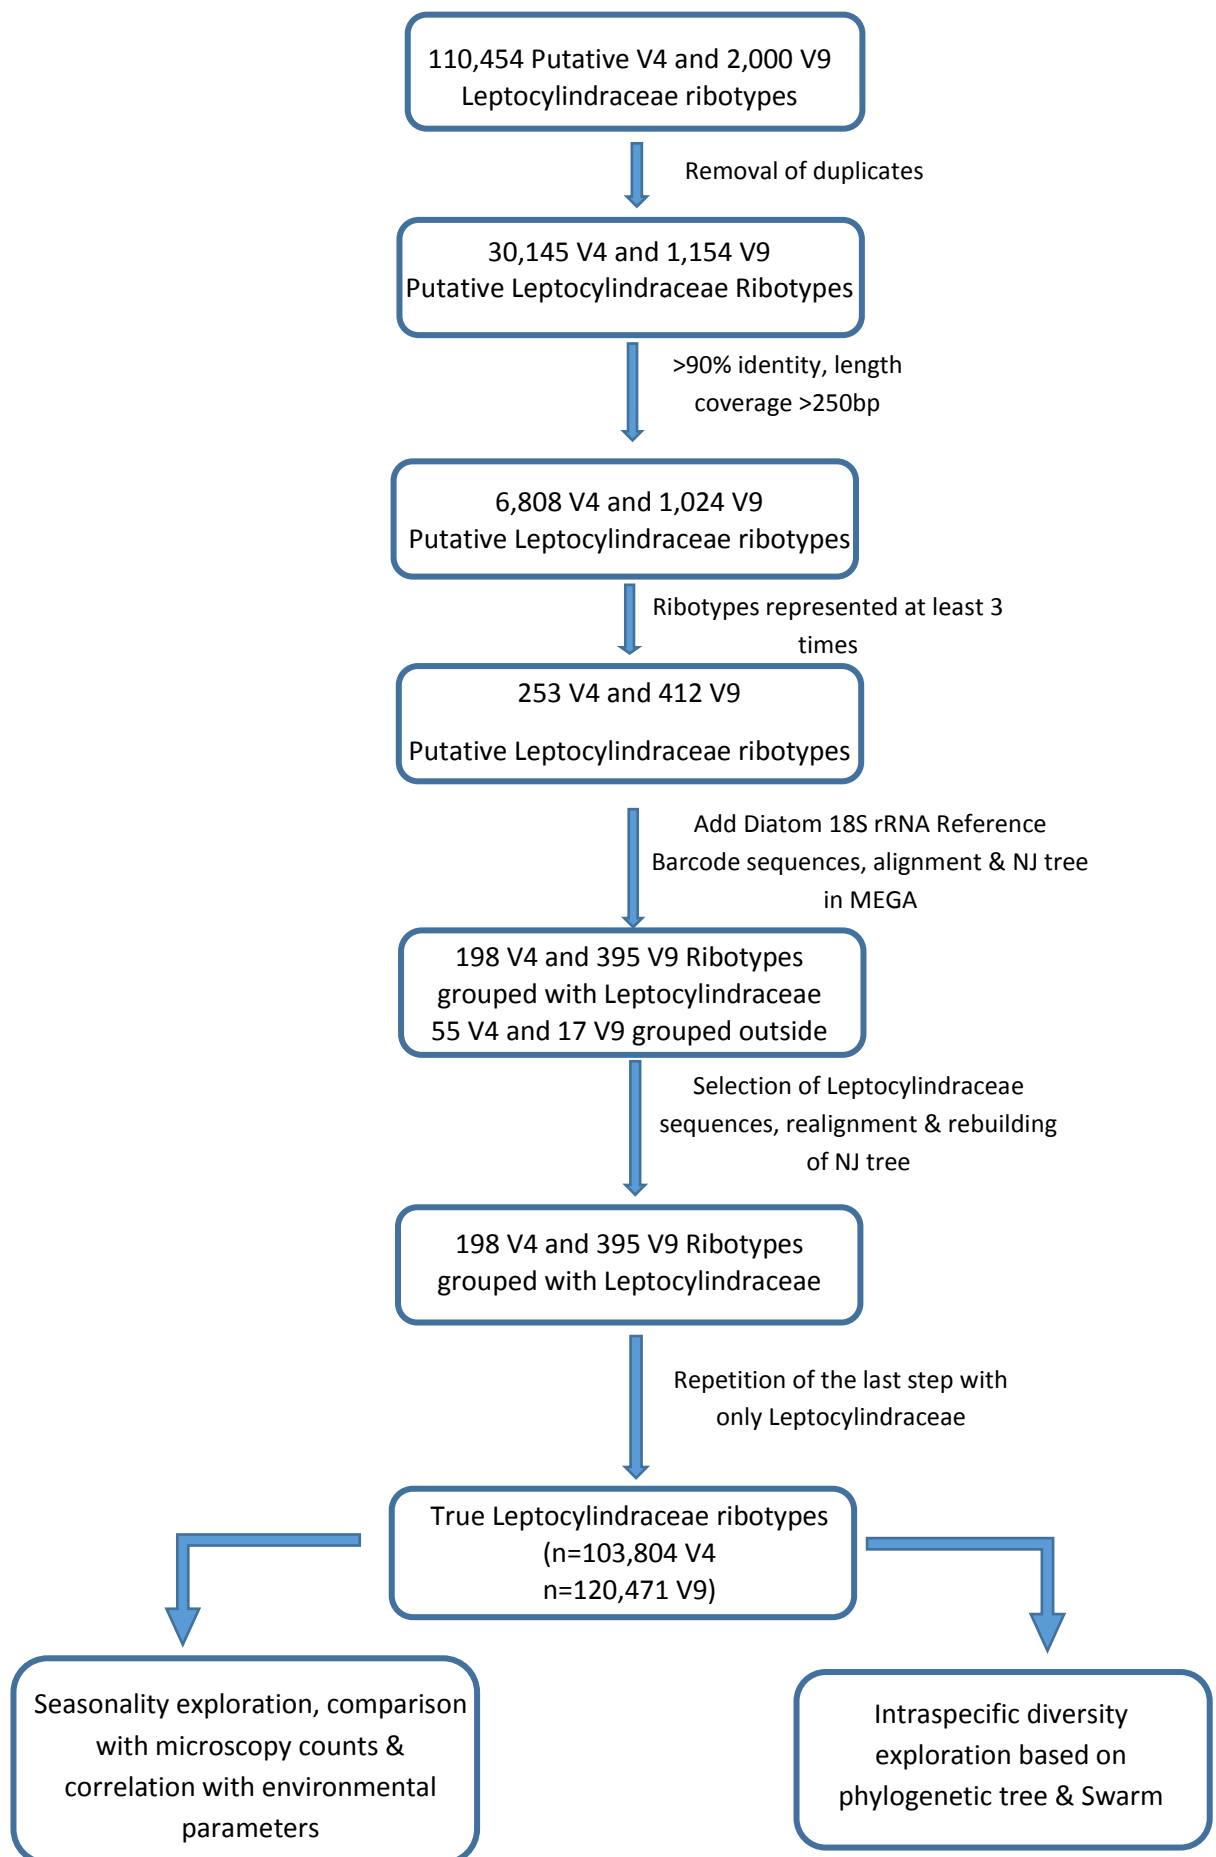 110,454 Putative V4 and 2,000 V9
Leptocylindraceae ribotypes
Removal of duplicates
30,145 V4 and 1,154 V9
Putative Leptocylindraceae Ribotypes
>90% identity, length
coverage >250bp
6,808 V4 and 1,024 V9
Putative Leptocylindraceae ribotypes
Ribotypes represented at least 3
times
253 V4 and 412 V9
Putative Leptocylindraceae ribotypes
Add Diatom 18S rRNA Reference
Barcode sequences, alignment & NJ tree
in MEGA
198 V4 and 395 V9 Ribotypes
grouped with Leptocylindraceae
55 V4 and 17 V9 grouped outside
Selection of Leptocylindraceae
sequences, realignment & rebuilding
of NJ tree
198 V4 and 395 V9 Ribotypes
grouped with Leptocylindraceae
Repetition of the last step with
only Leptocylindraceae
True Leptocylindraceae ribotypes
(n=103,804 V4
n=120,471 V9)
Seasonality exploration, comparison
with microscopy counts &
correlation with environmental
parameters
Intraspecific diversity
exploration based on
phylogenetic tree & Swarm